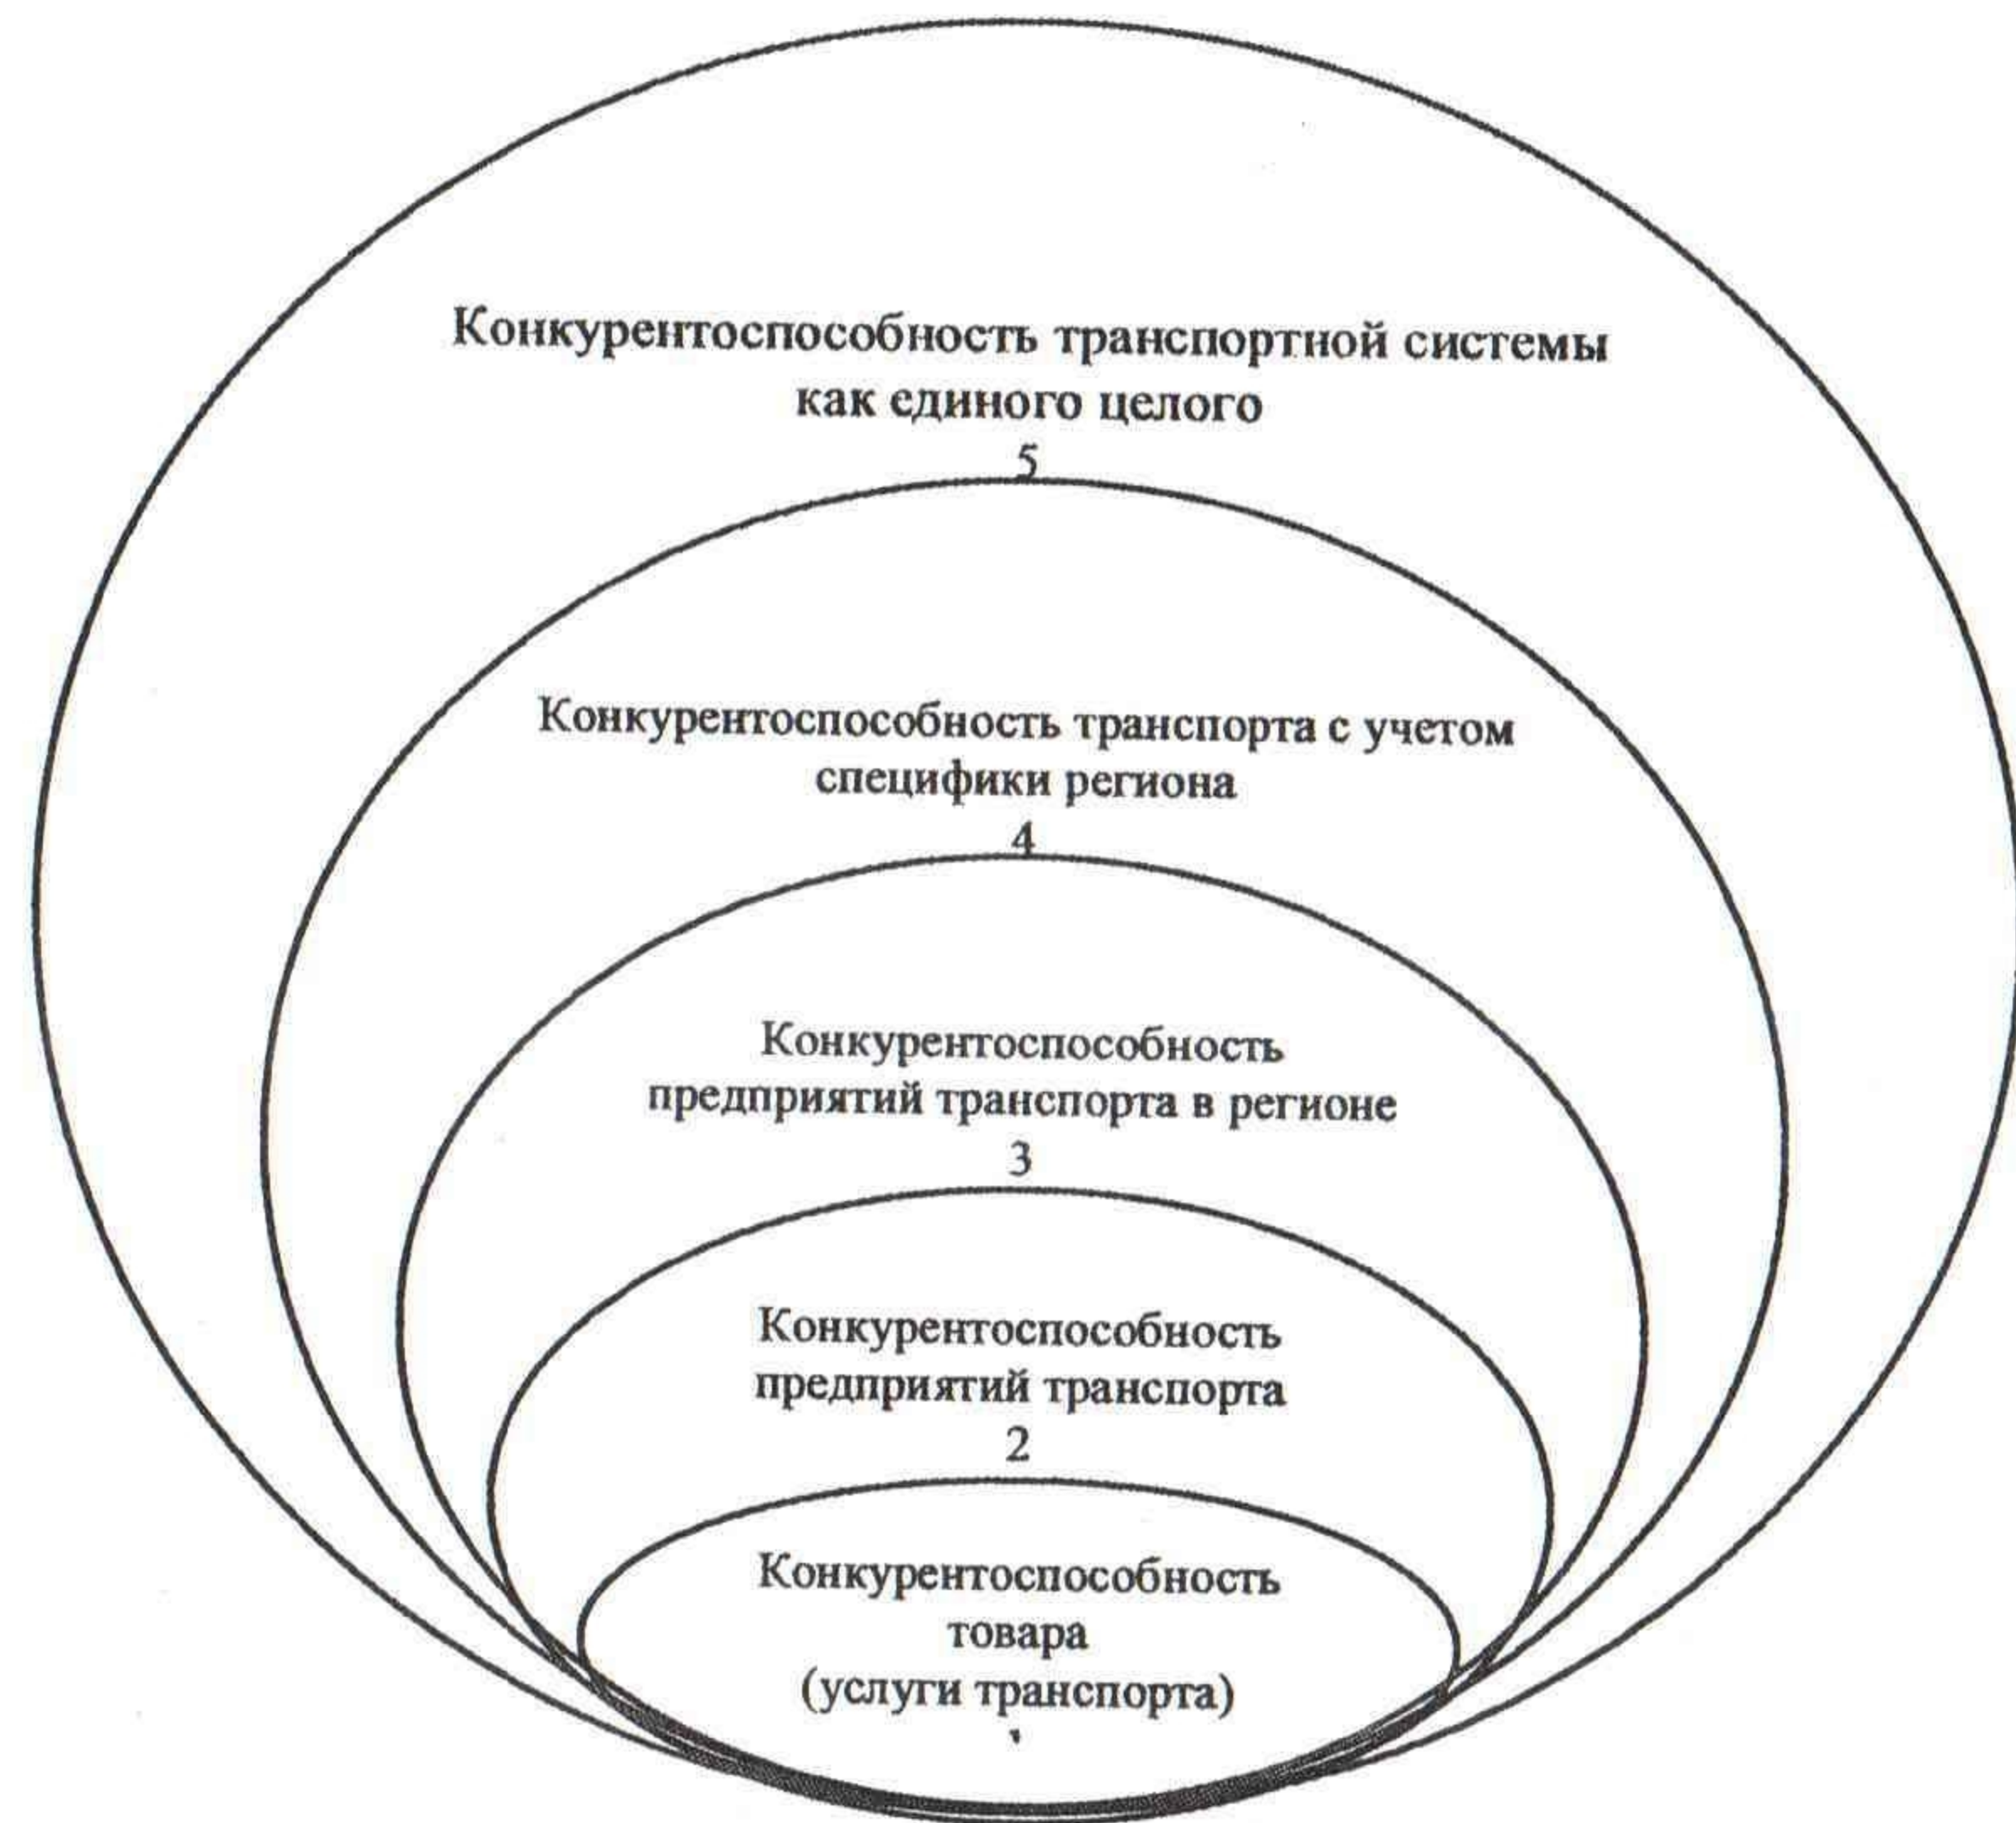 Конкурентоспособность транспортной системы
как единого целого
5
Конкурентоспособность транспорта с учетом
специфики региона
4
Конкурентоспособность
предприятий транспорта в регионе
3
Конкурентоспособность
предприятий транспорта
2
Конкурентоспособность
товара
(услуги транспорта)